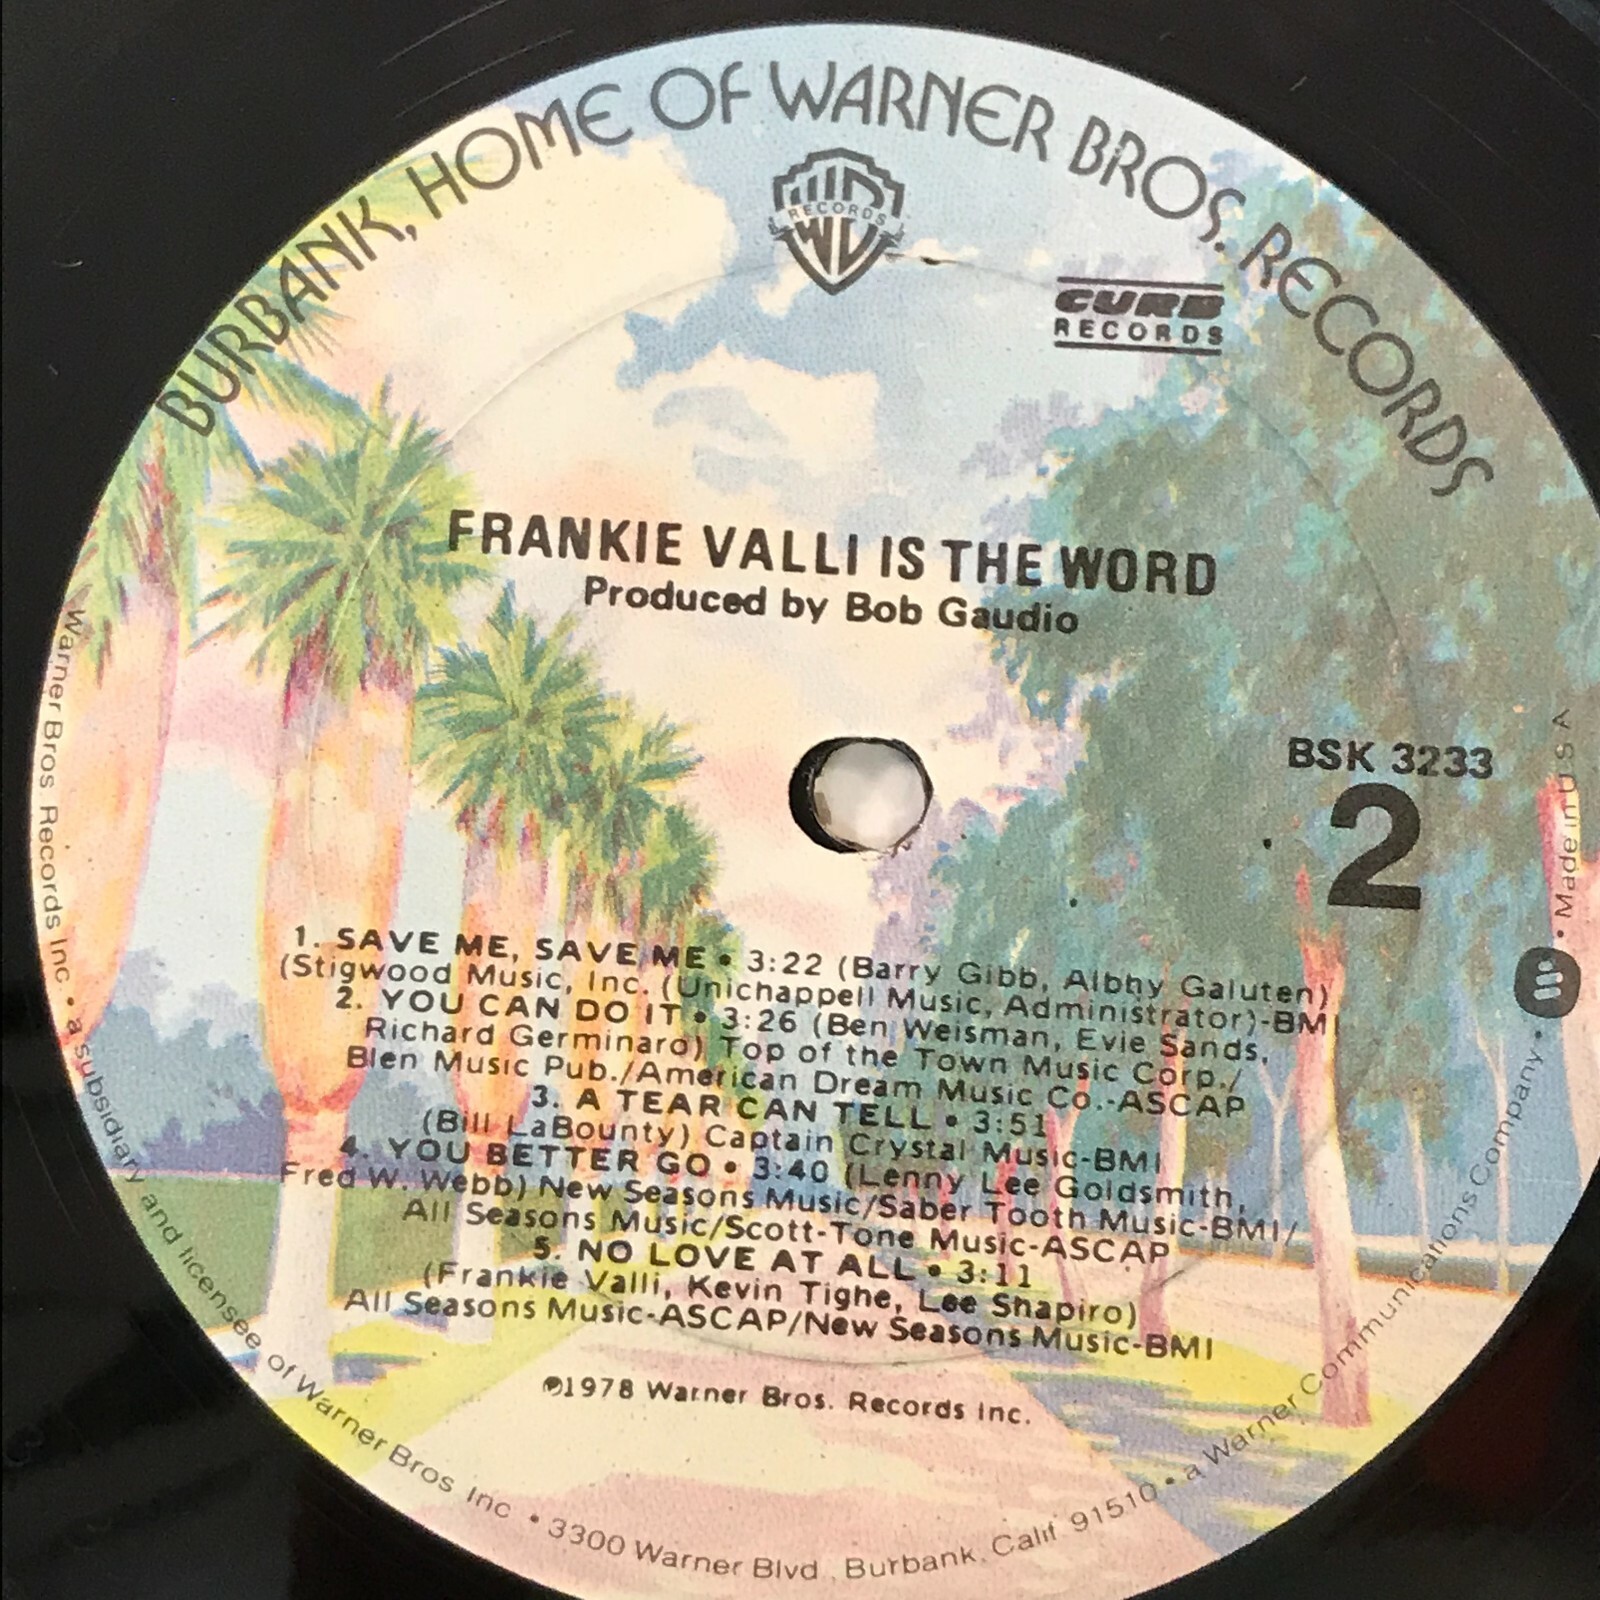 BURBANK, HOME OF WARNER BROS. RECORDS
RECORDS
CURB
RECORDS
FRANKIE VALLI IS THE WORD
Produced by Bob Gaudio
BSK 3233
2
1. SAVE ME, SAVE ME • 3:22 (Barry Gibb, Albhy Galuten)
(Stigwood Music, Inc. (Unichappell Music, Administrator)-BMI
2. YOU CAN DO IT • 3:26 (Ben Weisman, Evie Sands,
Richard Germinaro) Top of the Town Music Corp./
Blen Music Pub./American Dream Music Co.-ASCAP
3. A TEAR CAN TELL • 3:51
(Bill LaBounty) Captain Crystal Music-BMI
4. YOU BETTER GO • 3:40 (Lenny Lee Goldsmith,
Fred W. Webb) New Seasons Music/Saber Tooth Music-BMI/
All Seasons Music/Scott-Tone Music-ASCAP
5. NO LOVE AT ALL • 3:11
(Frankie Valli, Kevin Tighe, Lee Shapiro)
All Seasons Music-ASCAP/New Seasons Music-BMI
℗1978 Warner Bros. Records Inc.
Warner Bros Records Inc • a subsidiary and licensee of Warner Bros Inc • 3300 Warner Blvd , Burbank, Calif 91510 • a Warner Communications Company • Made in U S A